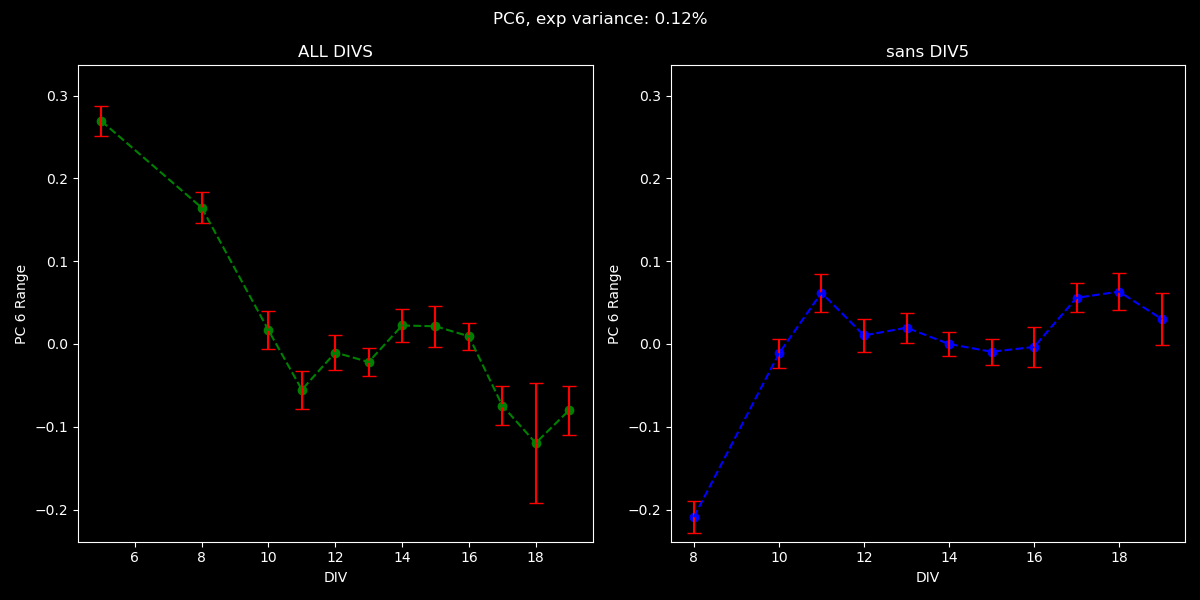 PC6, exp variance: 0.12%
ALL DIVS
PC 6 Range
0.3
0.2
0.1
0.0
−0.1
−0.2
6 8 10 12 14 16 18
DIV
sans DIV5
PC 6 Range
0.3
0.2
0.1
0.0
−0.1
−0.2
8 10 12 14 16 18
DIV